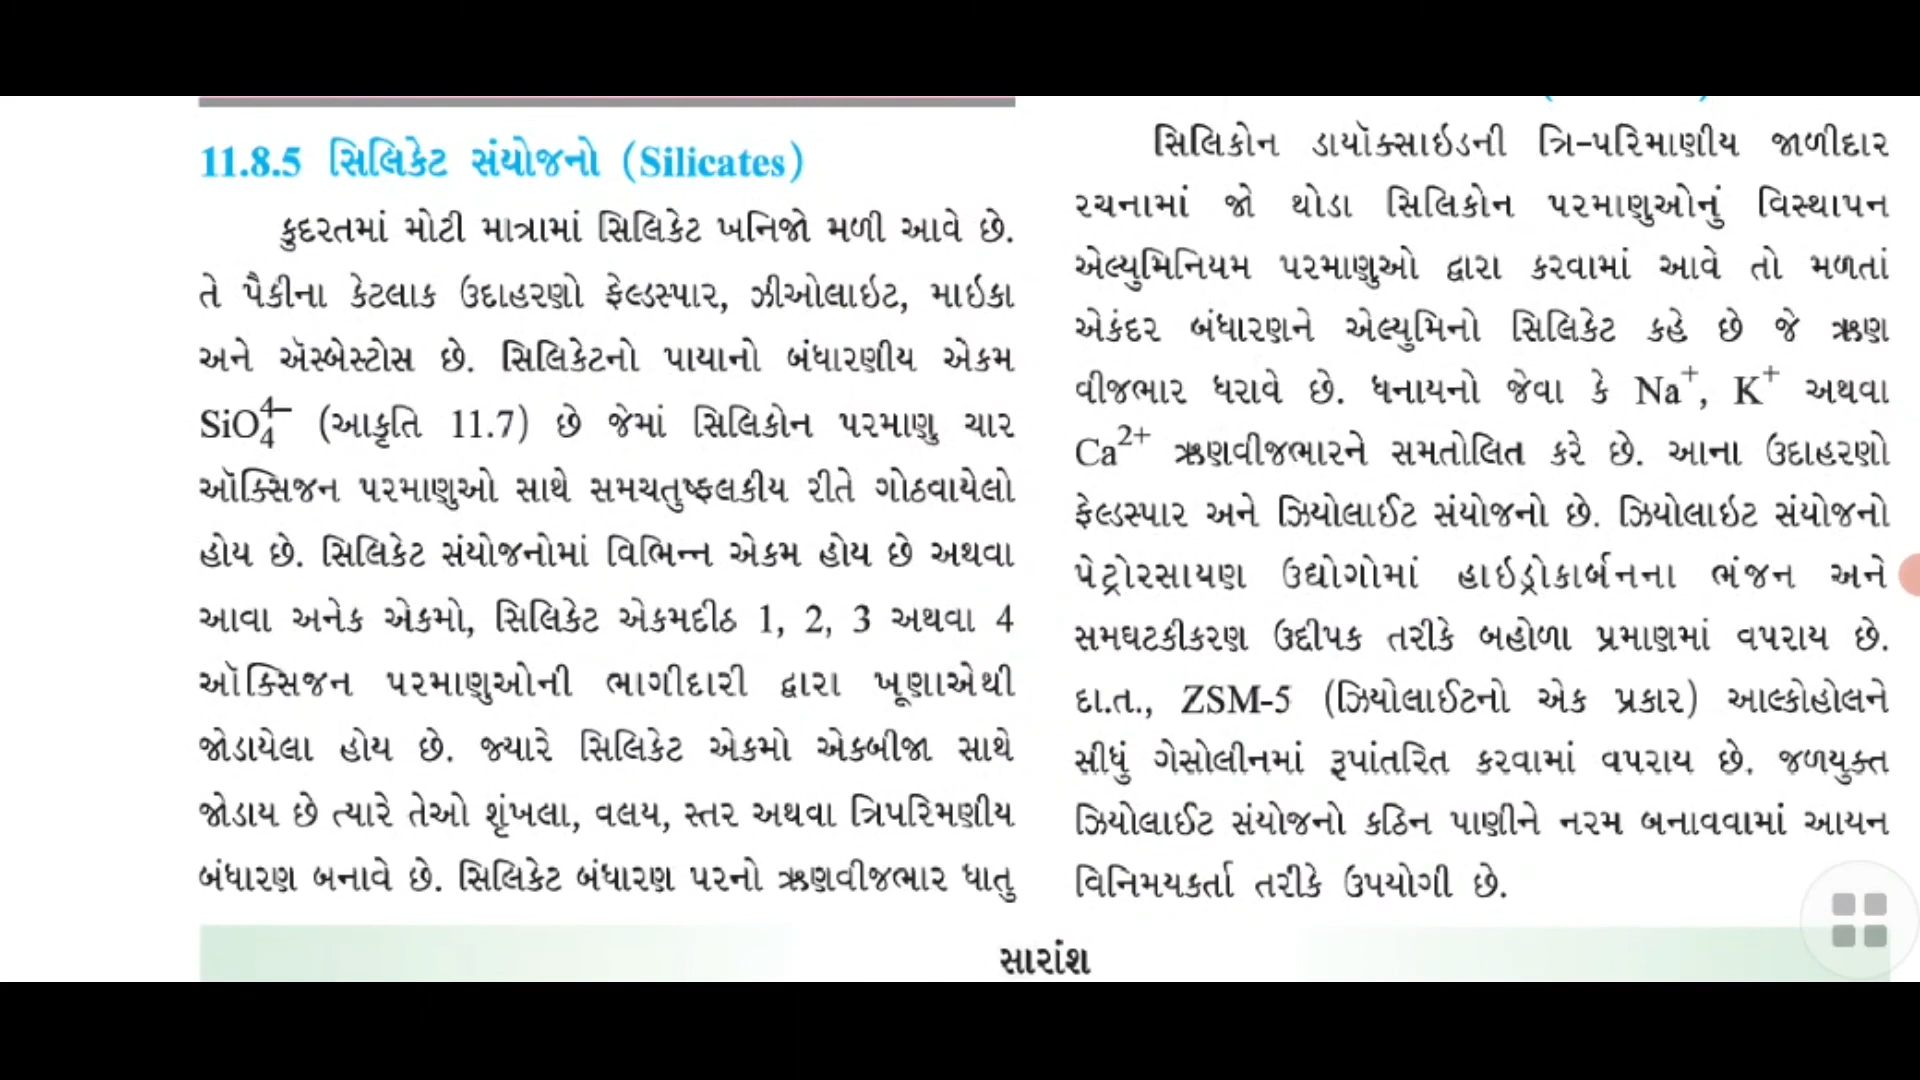 11.8.5 સિલિકેટ સંયોજનો (Silicates)
કુદરતમાં મોટી માત્રામાં સિલિકેટ ખનિજો મળી આવે છે.
તે પૈકીના કેટલાક ઉદાહરણો ફેલ્ડસ્પાર, ઝીઓલાઇટ, માઇકા
અને ઍસ્બેસ્ટોસ છે. સિલિકેટનો પાયાનો બંધારણીય એકમ
SiO₄⁴⁻ (આકૃતિ 11.7) છે જેમાં સિલિકોન પરમાણુ ચાર
ઑક્સિજન પરમાણુઓ સાથે સમચતુષ્ફલકીય રીતે ગોઠવાયેલો
હોય છે. સિલિકેટ સંયોજનોમાં વિભિન્ન એકમ હોય છે અથવા
આવા અનેક એકમો, સિલિકેટ એકમદીઠ 1, 2, 3 અથવા 4
ઑક્સિજન પરમાણુઓની ભાગીદારી દ્વારા ખૂણાએથી
જોડાયેલા હોય છે. જ્યારે સિલિકેટ એકમો એકબીજા સાથે
જોડાય છે ત્યારે તેઓ શૃંખલા, વલય, સ્તર અથવા ત્રિપરિમણીય
બંધારણ બનાવે છે. સિલિકેટ બંધારણ પરનો ઋણવીજભાર ધાતુ
સિલિકોન ડાયૉક્સાઇડની ત્રિ-પરિમાણીય જાળીદાર
રચનામાં જો થોડા સિલિકોન પરમાણુઓનું વિસ્થાપન
એલ્યુમિનિયમ પરમાણુઓ દ્વારા કરવામાં આવે તો મળતાં
એકંદર બંધારણને એલ્યુમિનો સિલિકેટ કહે છે જે ઋણ
વીજભાર ધરાવે છે. ધનાયનો જેવા કે Na⁺, K⁺ અથવા
Ca²⁺ ઋણવીજભારને સમતોલિત કરે છે. આના ઉદાહરણો
ફેલ્ડસ્પાર અને ઝિયોલાઈટ સંયોજનો છે. ઝિયોલાઇટ સંયોજનો
પેટ્રોરસાયણ ઉદ્યોગોમાં હાઇડ્રોકાર્બનના ભંજન અને
સમઘટકીકરણ ઉદ્દીપક તરીકે બહોળા પ્રમાણમાં વપરાય છે.
દા.ત., ZSM-5 (ઝિયોલાઈટનો એક પ્રકાર) આલ્કોહોલને
સીધું ગેસોલીનમાં રૂપાંતરિત કરવામાં વપરાય છે. જળયુક્ત
ઝિયોલાઈટ સંયોજનો કઠિન પાણીને નરમ બનાવવામાં આયન
વિનિમયકર્તા તરીકે ઉપયોગી છે.
સારાંશ